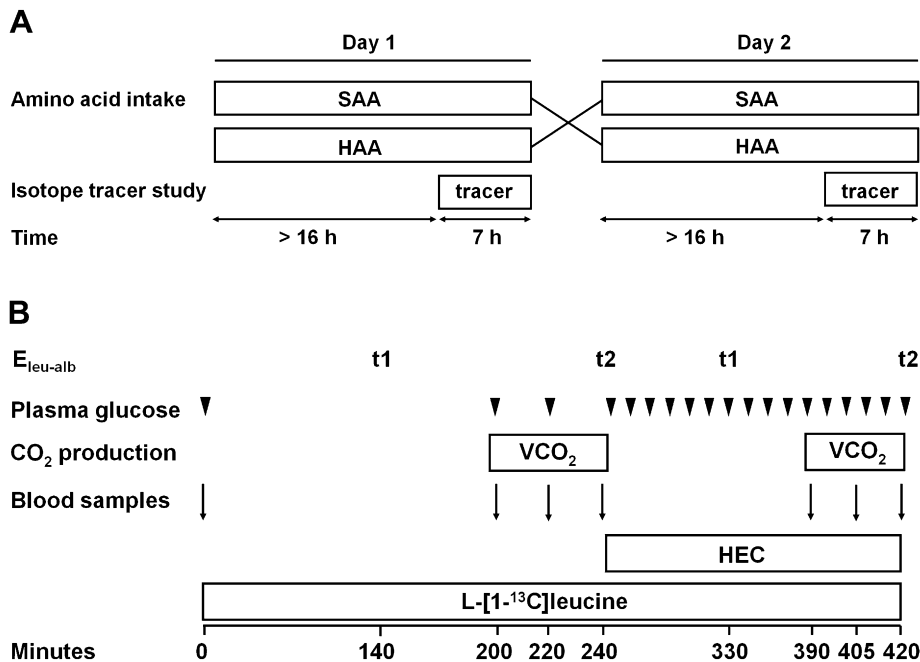 A
Day 1 Day 2
Amino acid intake SAA SAA
HAA HAA
Isotope tracer study tracer tracer
Time > 16 h 7 h > 16 h 7 h
B
E leu-alb t1 t2 t1 t2
Plasma glucose
CO2 production VCO2 VCO2
Blood samples
HEC
L-[1-13C]leucine
Minutes 0 140 200 220 240 330 390 405 420